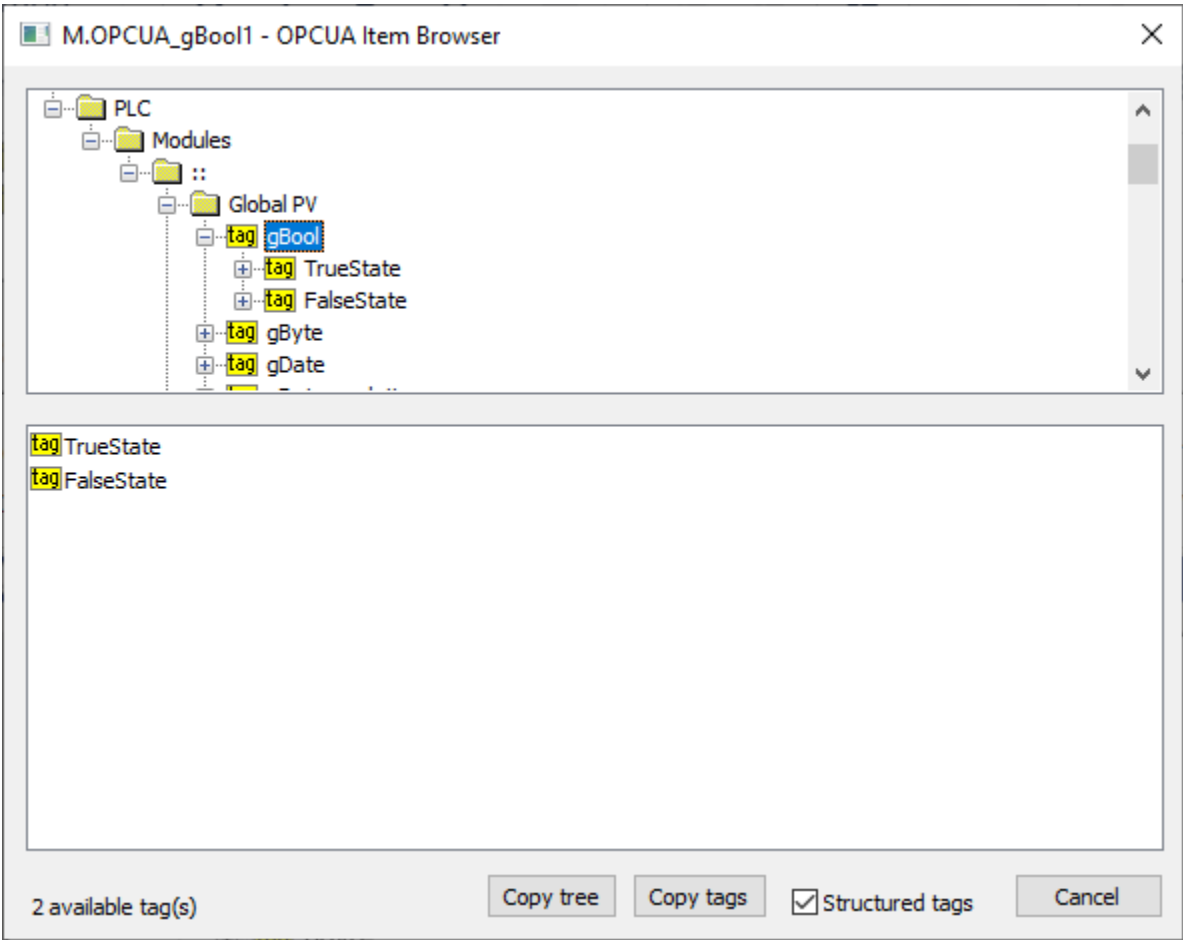 M.OPCUA_gBool1 - OPCUA Item Browser
PLC
Modules
::
Global PV
tag gBool
tag TrueState
tag FalseState
tag gByte
tag gDate
tag TrueState
tag FalseState
2 available tag(s)
Copy tree
Copy tags
Structured tags
Cancel